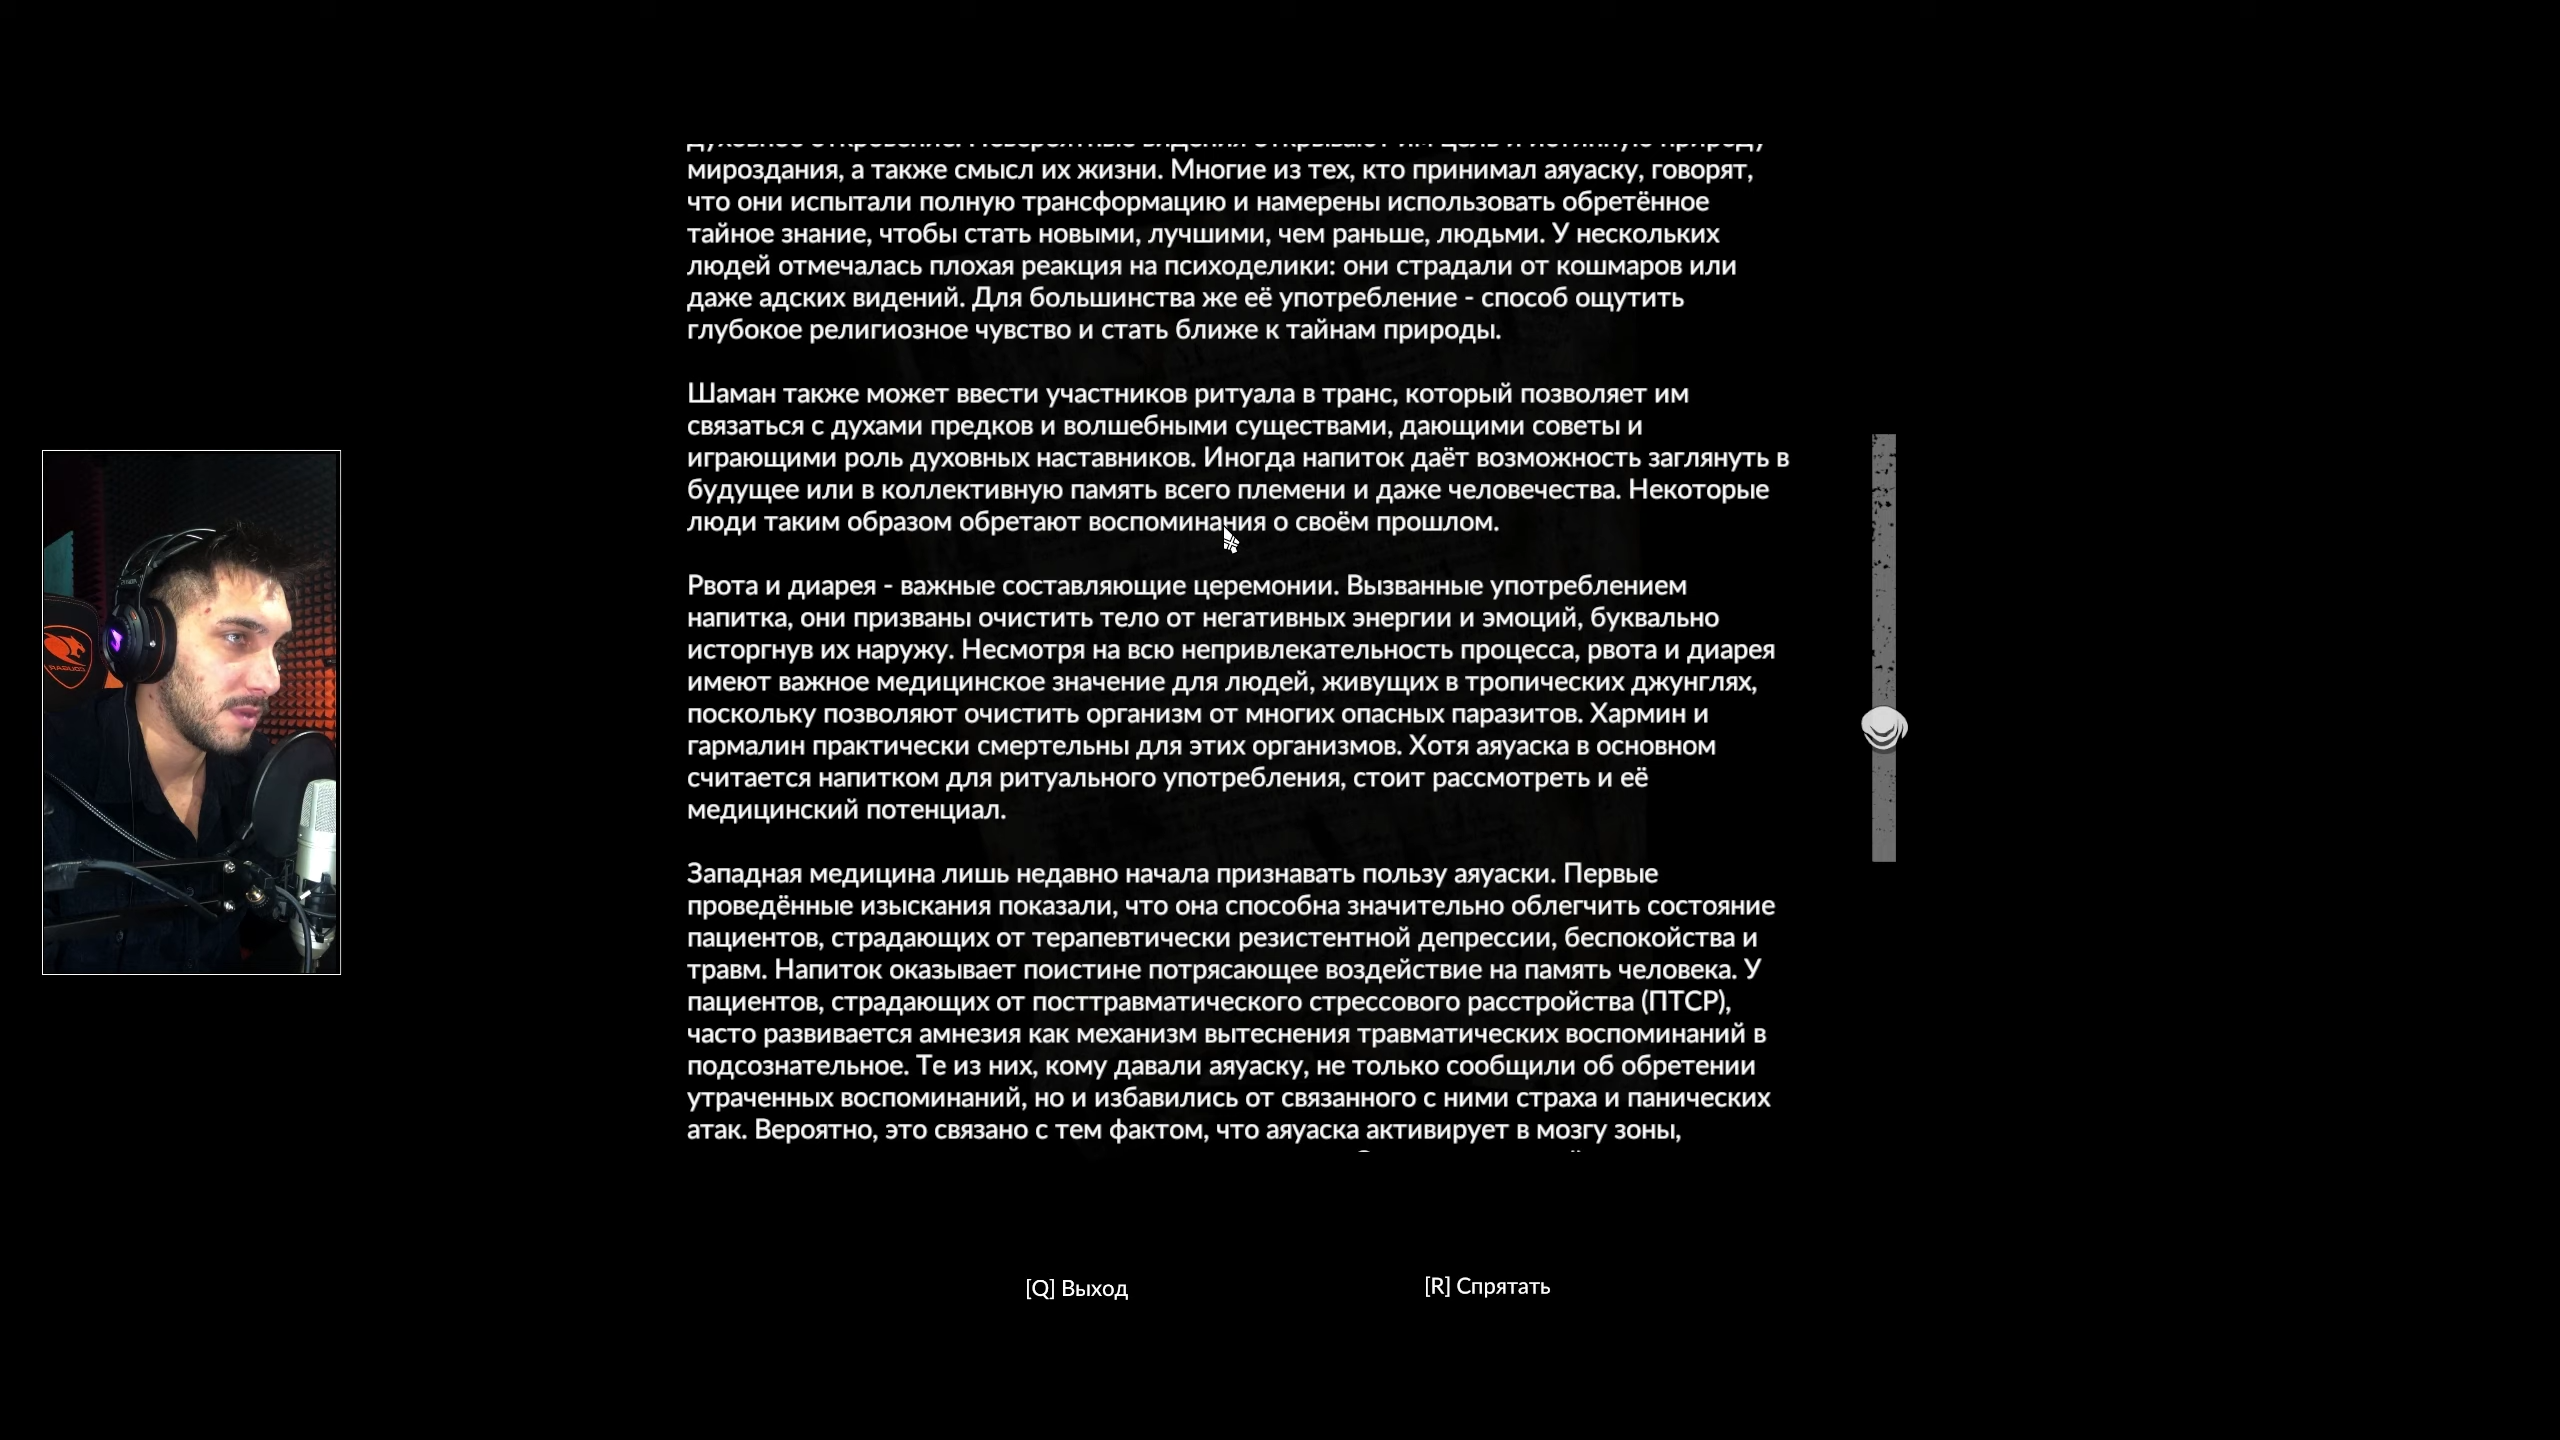 духовное откровение. Невероятные видения открывают им цель и истинную природу
мироздания, а также смысл их жизни. Многие из тех, кто принимал аяуаску, говорят,
что они испытали полную трансформацию и намерены использовать обретённое
тайное знание, чтобы стать новыми, лучшими, чем раньше, людьми. У нескольких
людей отмечалась плохая реакция на психоделики: они страдали от кошмаров или
даже адских видений. Для большинства же её употребление - способ ощутить
глубокое религиозное чувство и стать ближе к тайнам природы.
Шаман также может ввести участников ритуала в транс, который позволяет им
связаться с духами предков и волшебными существами, дающими советы и
играющими роль духовных наставников. Иногда напиток даёт возможность заглянуть в
будущее или в коллективную память всего племени и даже человечества. Некоторые
люди таким образом обретают воспоминания о своём прошлом.
Рвота и диарея - важные составляющие церемонии. Вызванные употреблением
напитка, они призваны очистить тело от негативных энергии и эмоций, буквально
исторгнув их наружу. Несмотря на всю непривлекательность процесса, рвота и диарея
имеют важное медицинское значение для людей, живущих в тропических джунглях,
поскольку позволяют очистить организм от многих опасных паразитов. Хармин и
гармалин практически смертельны для этих организмов. Хотя аяуаска в основном
считается напитком для ритуального употребления, стоит рассмотреть и её
медицинский потенциал.
Западная медицина лишь недавно начала признавать пользу аяуаски. Первые
проведённые изыскания показали, что она способна значительно облегчить состояние
пациентов, страдающих от терапевтически резистентной депрессии, беспокойства и
травм. Напиток оказывает поистине потрясающее воздействие на память человека. У
пациентов, страдающих от посттравматического стрессового расстройства (ПТСР),
часто развивается амнезия как механизм вытеснения травматических воспоминаний в
подсознательное. Те из них, кому давали аяуаску, не только сообщили об обретении
утраченных воспоминаний, но и избавились от связанного с ними страха и панических
атак. Вероятно, это связано с тем фактом, что аяуаска активирует в мозгу зоны,
[Q] Выход
[R] Спрятать